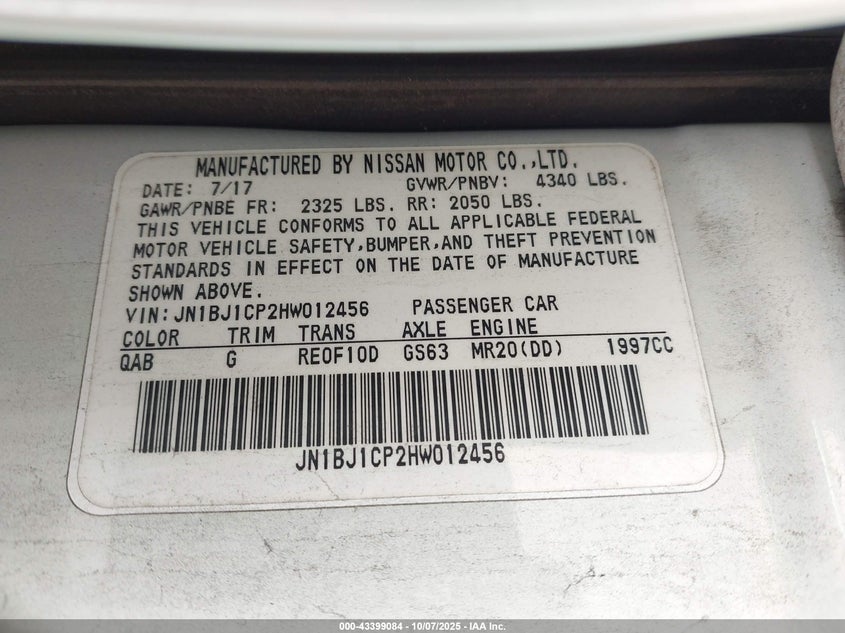 MANUFACTURED BY NISSAN MOTOR CO.,LTD.
DATE: 7/17 GVWR/PNBV: 4340 LBS.
GAWR/PNBE FR: 2325 LBS. RR: 2050 LBS.
THIS VEHICLE CONFORMS TO ALL APPLICABLE FEDERAL
MOTOR VEHICLE SAFETY,BUMPER,AND THEFT PREVENTION
STANDARDS IN EFFECT ON THE DATE OF MANUFACTURE
SHOWN ABOVE.
VIN:JN1BJ1CP2HW012456 PASSENGER CAR
COLOR TRIM TRANS AXLE ENGINE
QAB G RE0F10D GS63 MR20(DD) 1997CC
JN1BJ1CP2HW012456
000-43399084 - 10/07/2025 - IAA Inc.